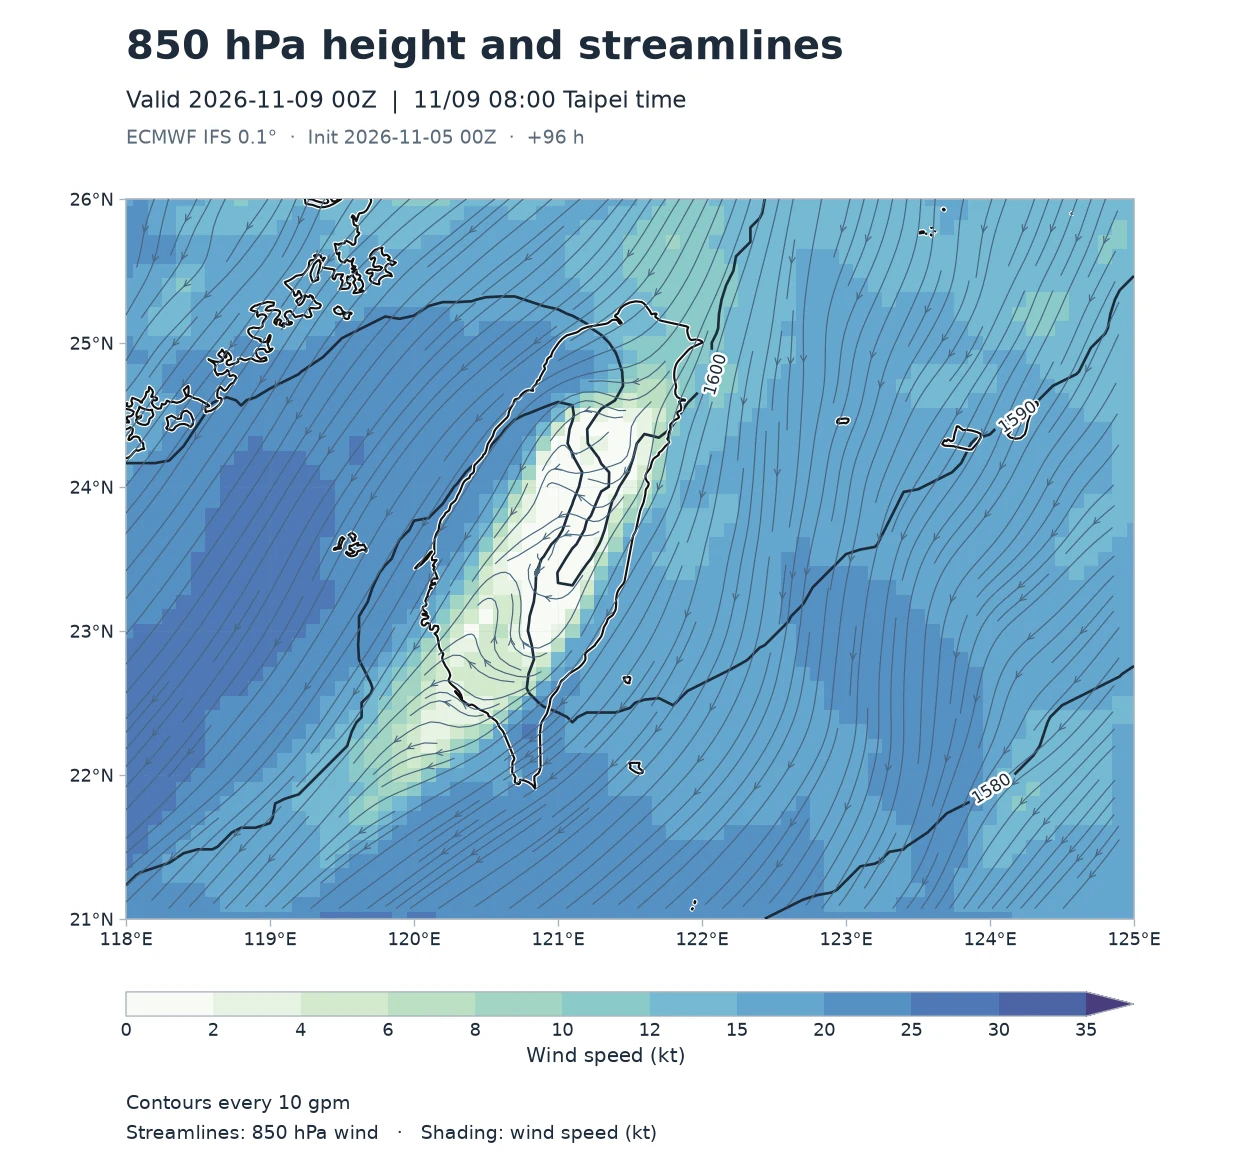 850 hPa height and streamlines
Valid 2026-11-09 00Z | 11/09 08:00 Taipei time
ECMWF IFS 0.1° · Init 2026-11-05 00Z · +96 h
26°N
25°N
24°N
23°N
22°N
21°N
1600
1590
1580
118°E 119°E 120°E 121°E 122°E 123°E 124°E 125°E
0 2 4 6 8 10 12 15 20 25 30 35
Wind speed (kt)
Contours every 10 gpm
Streamlines: 850 hPa wind · Shading: wind speed (kt)